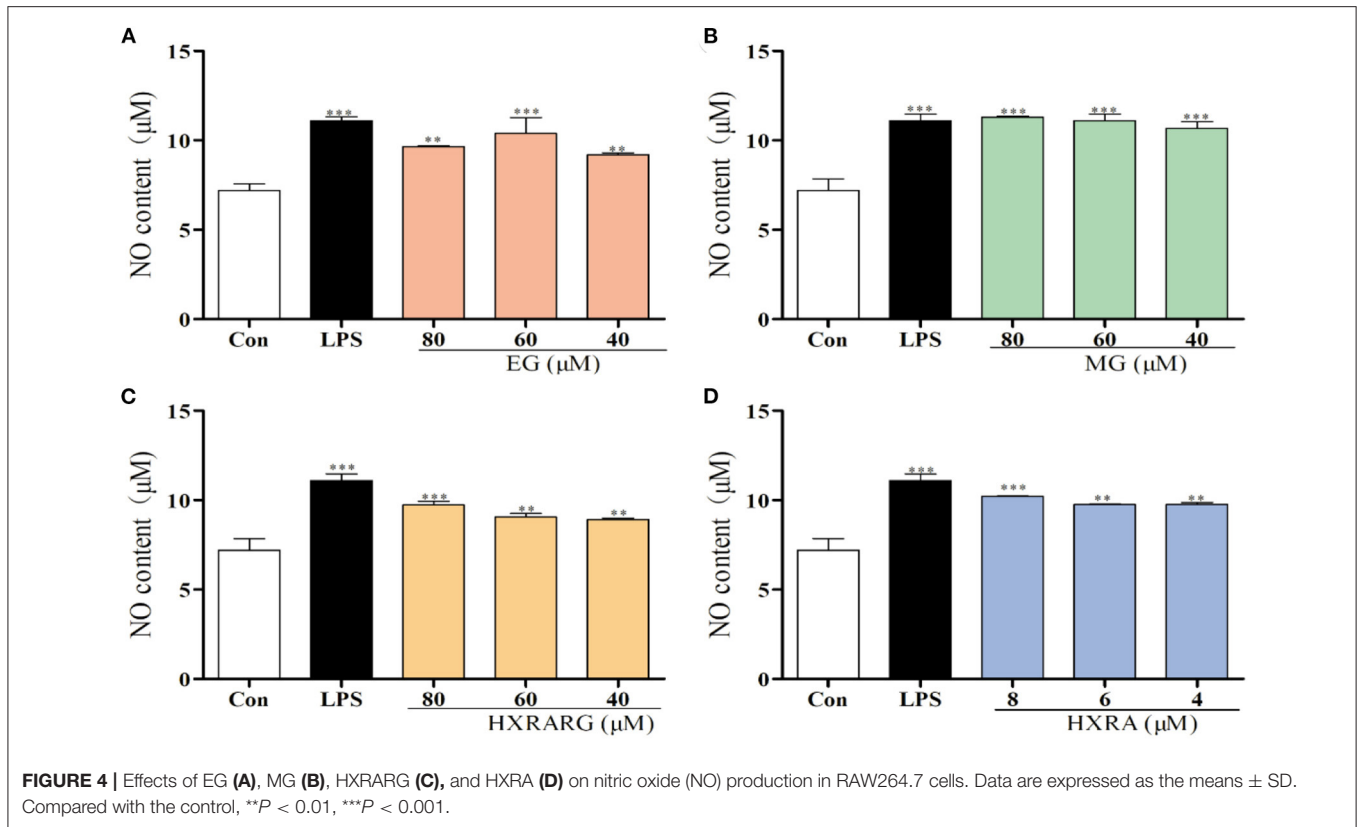 A
15
10
5
0
NO content (μM)
***
**
***
**
Con LPS 80 60 40
EG (μM)
B
15
10
5
0
NO content (μM)
***
***
***
***
Con LPS 80 60 40
MG (μM)
C
15
10
5
0
NO content (μM)
***
***
**
**
Con LPS 80 60 40
HXRARG (μM)
D
15
10
5
0
NO content (μM)
***
***
**
**
Con LPS 8 6 4
HXRA (μM)
FIGURE 4 | Effects of EG (A), MG (B), HXRARG (C), and HXRA (D) on nitric oxide (NO) production in RAW264.7 cells. Data are expressed as the means ± SD.
Compared with the control, **P < 0.01, ***P < 0.001.